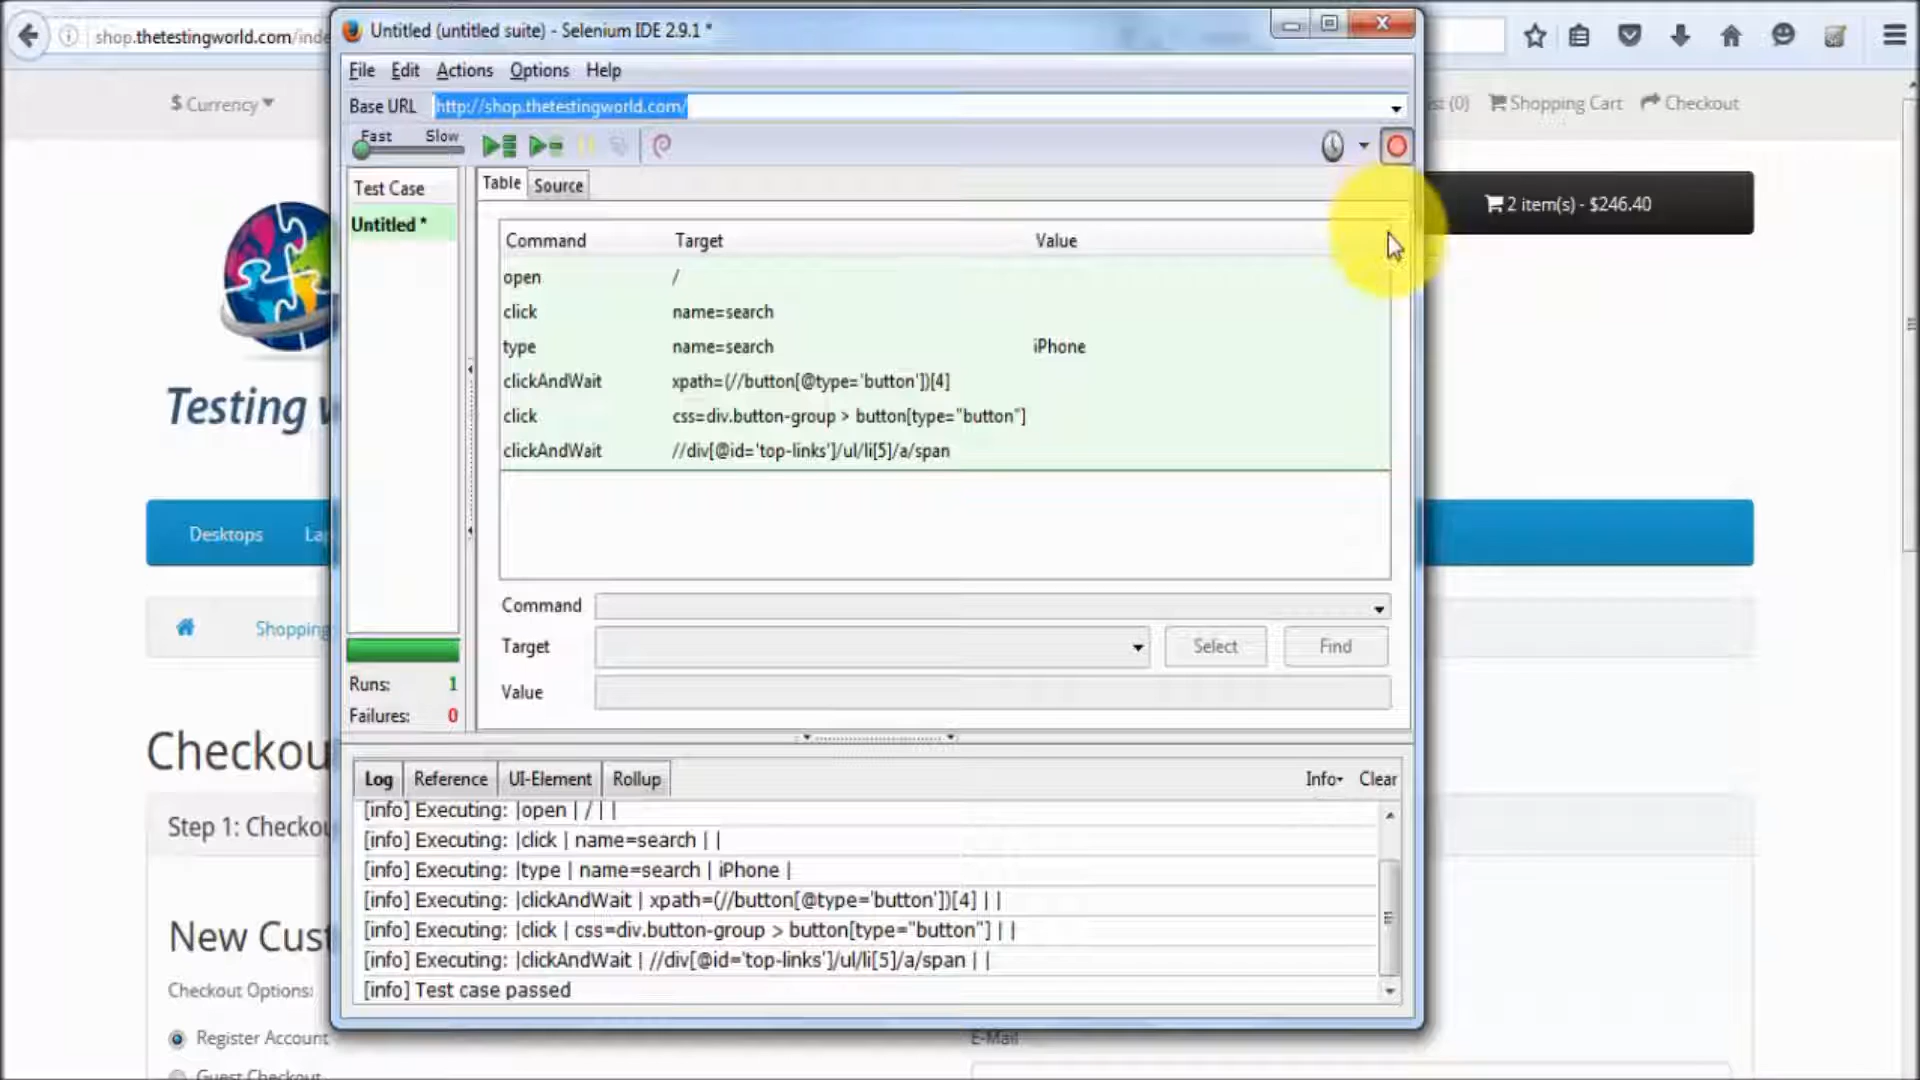 Untitled (untitled suite) - Selenium IDE 2.9.1 *
shop.thetestingworld.com/inde
File Edit Actions Options Help
Base URL http://shop.thetestingworld.com/
$ Currency
(0) Shopping Cart Checkout
Fast Slow
Test Case
Table Source
2 item(s) - $246.40
Untitled *
Command Target Value
open /
click name=search
type name=search iPhone
clickAndWait xpath=(//button[@type='button'])[4]
click css=div.button-group > button[type="button"]
clickAndWait //div[@id='top-links']/ul/li[5]/a/span
Testing
Desktops
Command
Shopping
Target Select Find
Runs: 1
Value
Failures: 0
Checkou
Log Reference UI-Element Rollup Info Clear
[info] Executing: |open | / | |
Step 1: Checkou
[info] Executing: |click | name=search | |
[info] Executing: |type | name=search | iPhone |
[info] Executing: |clickAndWait | xpath=(//button[@type='button'])[4] | |
[info] Executing: |click | css=div.button-group > button[type="button"] | |
New Cust
[info] Executing: |clickAndWait | //div[@id='top-links']/ul/li[5]/a/span | |
Checkout Options:
[info] Test case passed
Register Account
E-Mail
Guest Checkout